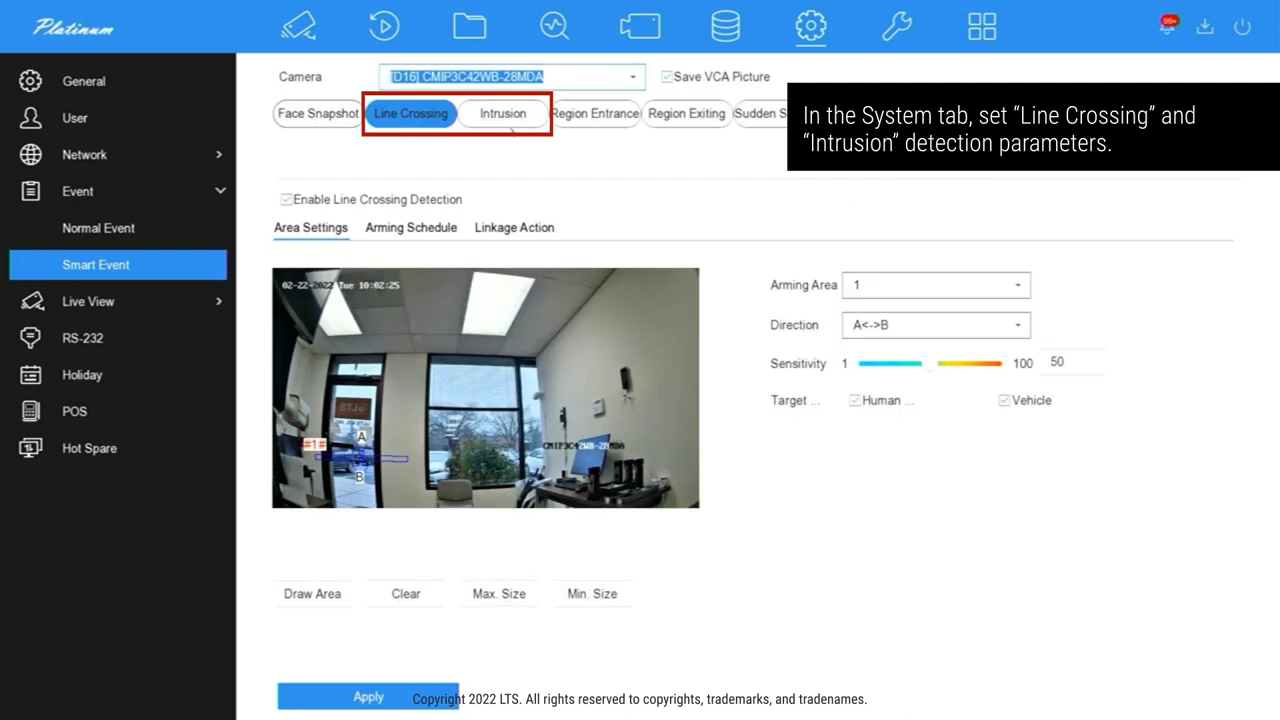 Platinum
99+
General
User
Network
Event
Normal Event
Smart Event
Live View
RS-232
Holiday
POS
Hot Spare
Camera
[D16] CMIP3C42WB-28MDA
Save VCA Picture
Face Snapshot
Line Crossing
Intrusion
Region Entrance
Region Exiting
Sudden S
In the System tab, set “Line Crossing” and
“Intrusion” detection parameters.
Enable Line Crossing Detection
Area Settings
Arming Schedule
Linkage Action
02-22-2022 Tue 10:02:25
LTS
#1#
A
B
CMIP3C42WB-28MDA
Arming Area
1
Direction
A<->B
Sensitivity
1
100
50
Target ...
Human ...
Vehicle
Draw Area
Clear
Max. Size
Min. Size
Apply
Copyright 2022 LTS. All rights reserved to copyrights, trademarks, and tradenames.